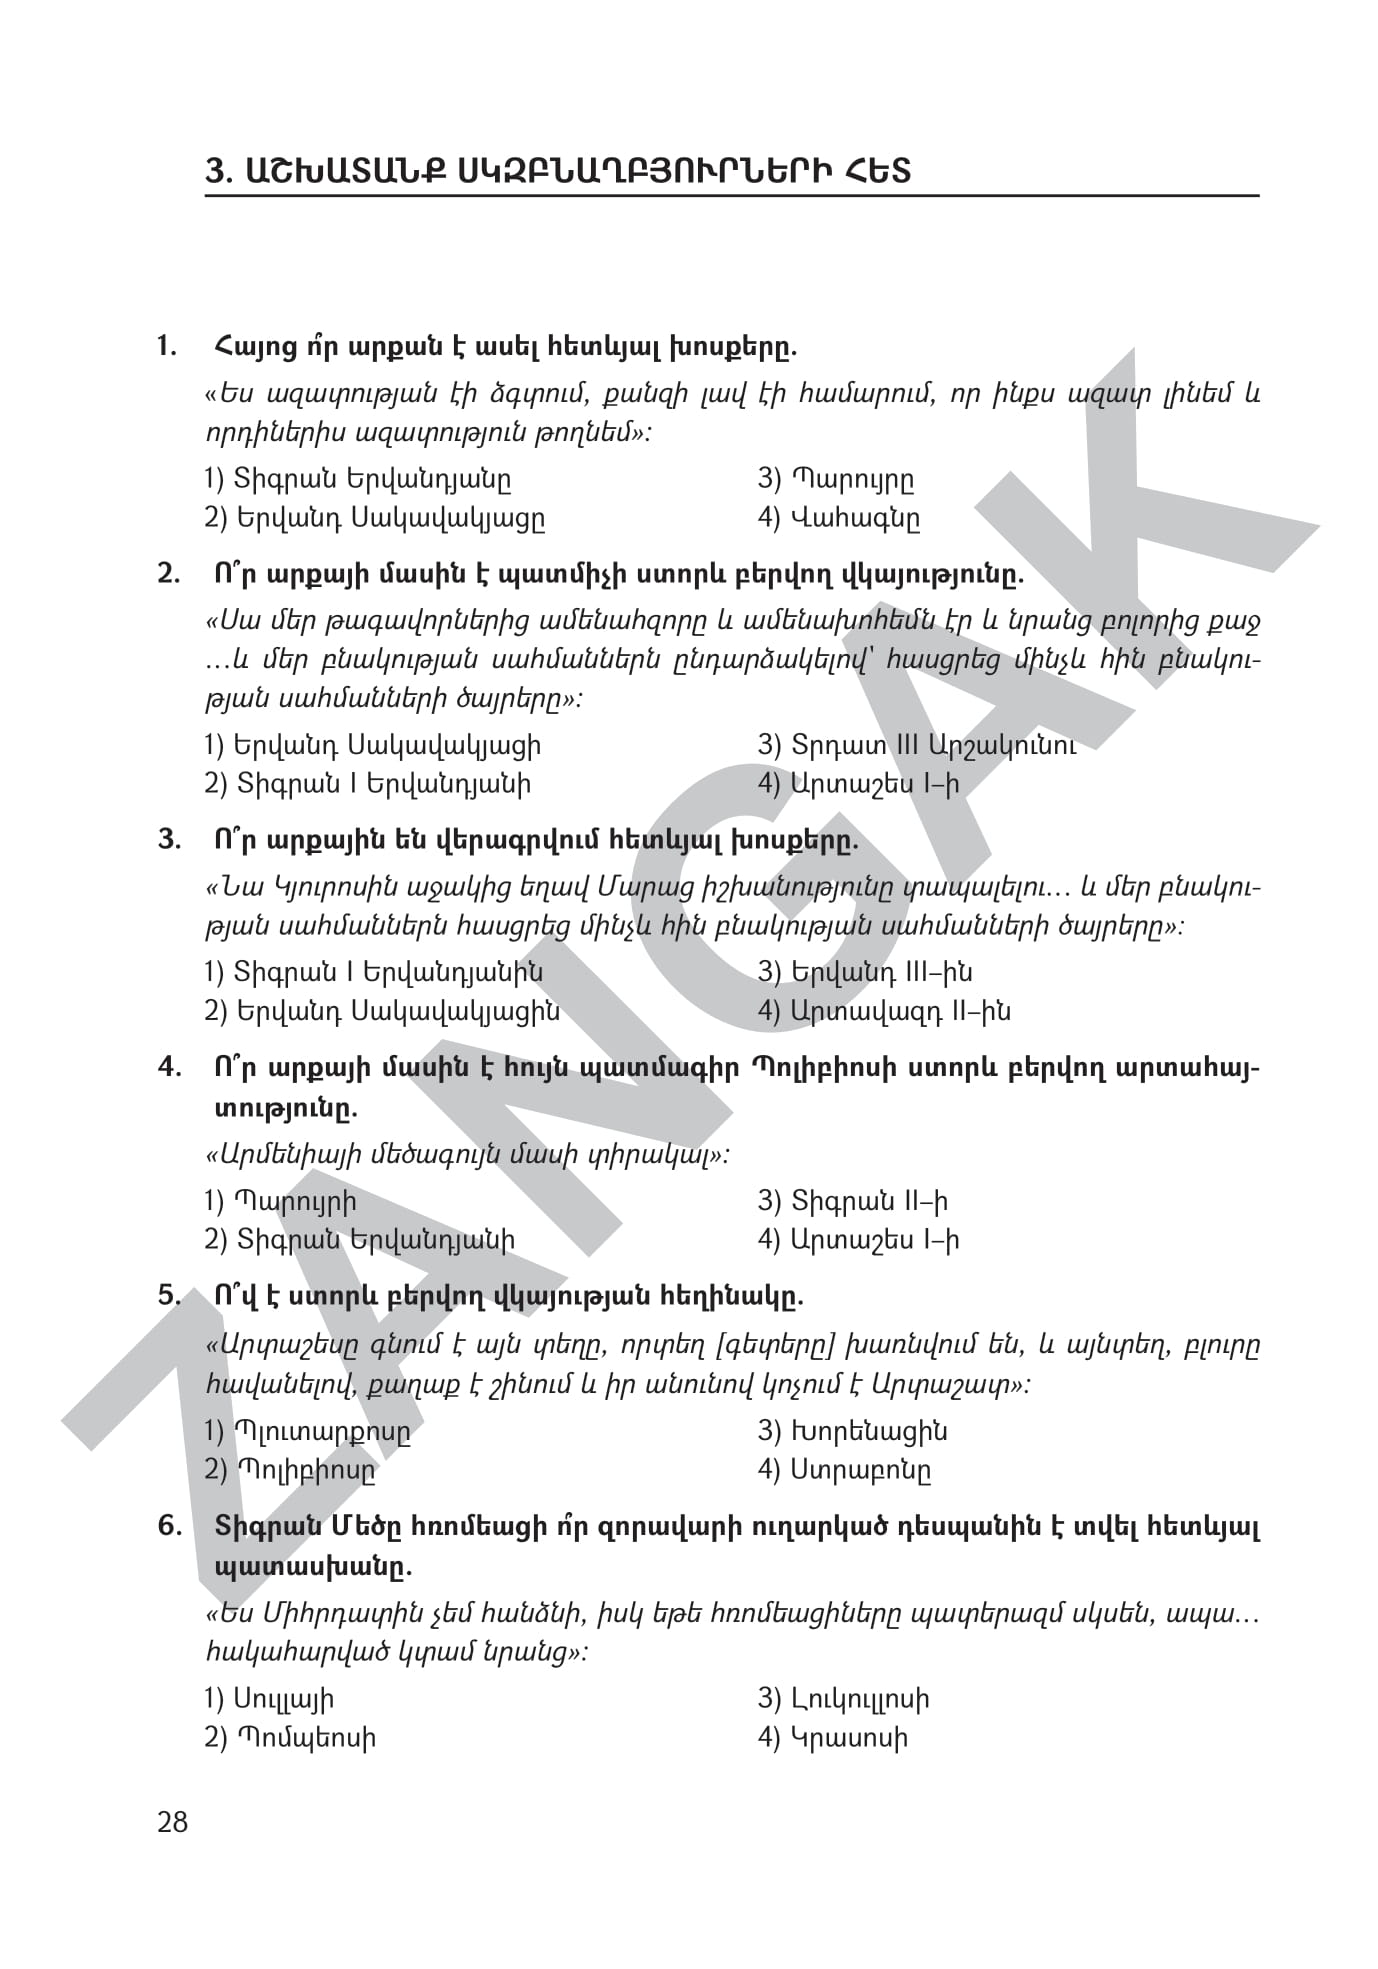 3. ԱՇԽԱՏԱՆՔ ՍԿԶԲՆԱՂԲՅՈՒՐՆԵՐԻ ՀԵՏ
1. Հայոց ո՞ր արքան է ասել հետևյալ խոսքերը.
«Ես ազատության էի ձգտում, քանզի լավ էի համարում, որ ինքս ազատ լինեմ և
որդիներիս ազատություն թողնեմ»:
1) Տիգրան Երվանդյանը
3) Պարույրը
2) Երվանդ Սակավակյացը
4) Վահագնը
2. Ո՞ր արքայի մասին է պատմիչի ստորև բերվող վկայությունը.
«Սա մեր թագավորներից ամենահզորը և ամենախոհեմն էր և նրանց բոլորից քաջ
...և մեր բնակության սահմաններն ընդարձակելով՝ հասցրեց մինչև հին բնակու-
թյան սահմանների ծայրերը»:
1) Երվանդ Սակավակյացի
3) Տրդատ III Արշակունու
2) Տիգրան I Երվանդյանի
4) Արտաշես I–ի
3. Ո՞ր արքային են վերագրվում հետևյալ խոսքերը.
«Նա Կյուրոսին աջակից եղավ Մարաց իշխանությունը տապալելու... և մեր բնակու-
թյան սահմաններն հասցրեց մինչև հին բնակության սահմանների ծայրերը»:
1) Տիգրան I Երվանդյանին
3) Երվանդ III–ին
2) Երվանդ Սակավակյացին
4) Արտավազդ II–ին
4. Ո՞ր արքայի մասին է հույն պատմագիր Պոլիբիոսի ստորև բերվող արտահայ-
տությունը.
«Արմենիայի մեծագույն մասի տիրակալ»:
1) Պարույրի
3) Տիգրան II–ի
2) Տիգրան Երվանդյանի
4) Արտաշես I–ի
5. Ո՞վ է ստորև բերվող վկայության հեղինակը.
«Արտաշեսը գնում է այն տեղը, որտեղ [գետերը] խառնվում են, և այնտեղ, բլուրը
հավանելով, քաղաք է շինում և իր անունով կոչում է Արտաշատ»:
1) Պլուտարքոսը
3) Խորենացին
2) Պոլիբիոսը
4) Ստրաբոնը
6. Տիգրան Մեծը հռոմեացի ո՞ր զորավարի ուղարկած դեսպանին է տվել հետևյալ
պատասխանը.
«Ես Միհրդատին չեմ հանձնի, իսկ եթե հռոմեացիները պատերազմ սկսեն, ապա...
հակահարված կտամ նրանց»:
1) Սուլլայի
3) Լուկուլլոսի
2) Պոմպեոսի
4) Կրասոսի
28
ZANGAK